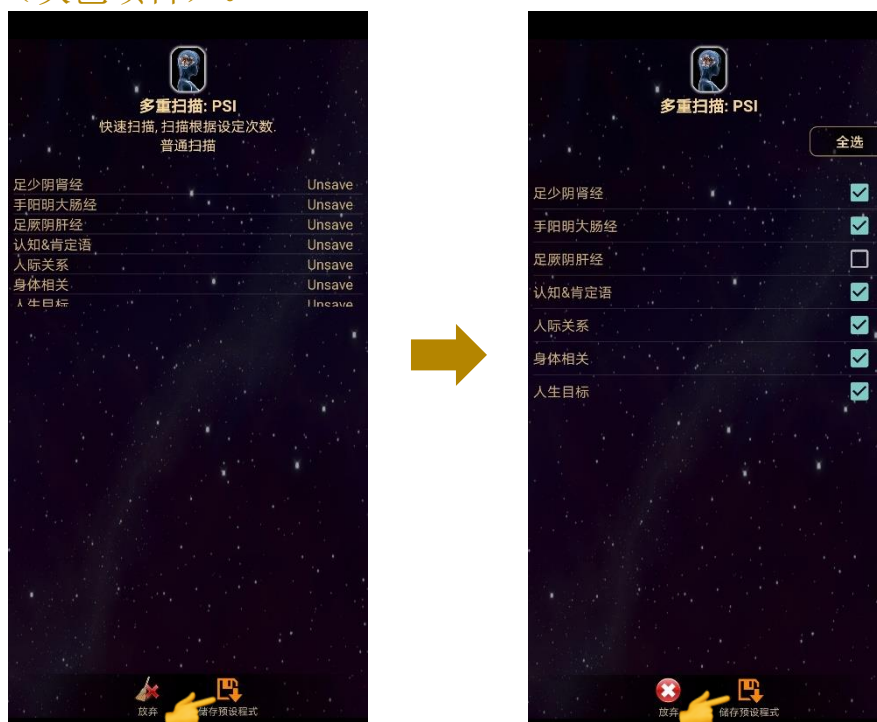 多重扫描: PSI
快速扫描, 扫描根据设定次数.
普通扫描
足少阴肾经 Unsave
手阳明大肠经 Unsave
足厥阴肝经 Unsave
认知&肯定语 Unsave
人际关系 Unsave
身体相关 Unsave
人生目标 Unsave
放弃 储存预设程式
多重扫描: PSI
全选
足少阴肾经
手阳明大肠经
足厥阴肝经
认知&肯定语
人际关系
身体相关
人生目标
放弃 储存预设程式